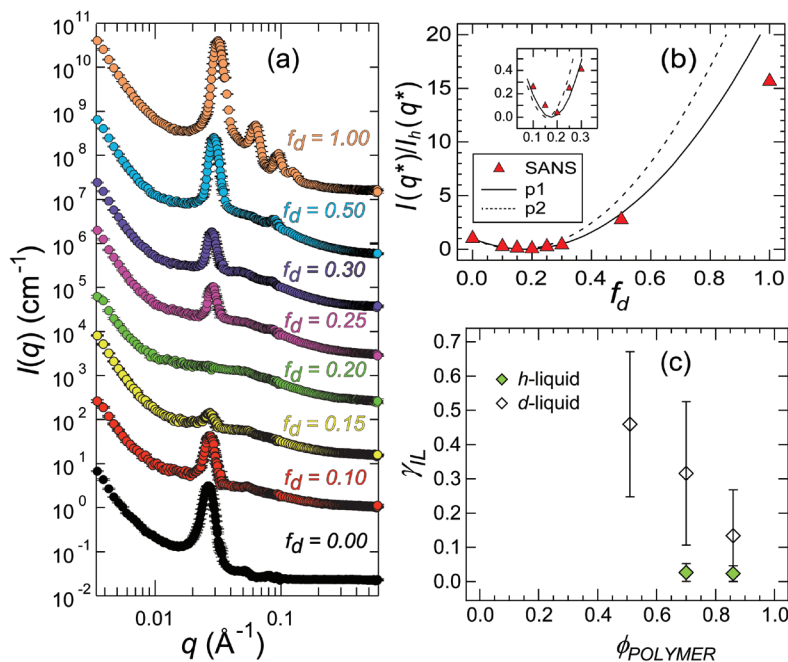 (a)
10^11
10^10
10^9
10^8
10^7
10^6
10^5
10^4
10^3
10^2
10^1
10^0
10^-1
10^-2
I(q) (cm^-1)
f_d = 1.00
f_d = 0.50
f_d = 0.30
f_d = 0.25
f_d = 0.20
f_d = 0.15
f_d = 0.10
f_d = 0.00
0.01
0.1
q (Å^-1)
(b)
20
15
10
5
0
I(q*)/I_h(q*)
0.4
0.2
0.0
0.1 0.2 0.3
SANS
p1
p2
0.0 0.2 0.4 0.6 0.8 1.0
f_d
(c)
0.7
0.6
0.5
0.4
0.3
0.2
0.1
0.0
γ_IL
h-liquid
d-liquid
0.0 0.2 0.4 0.6 0.8 1.0
ϕ_POLYMER